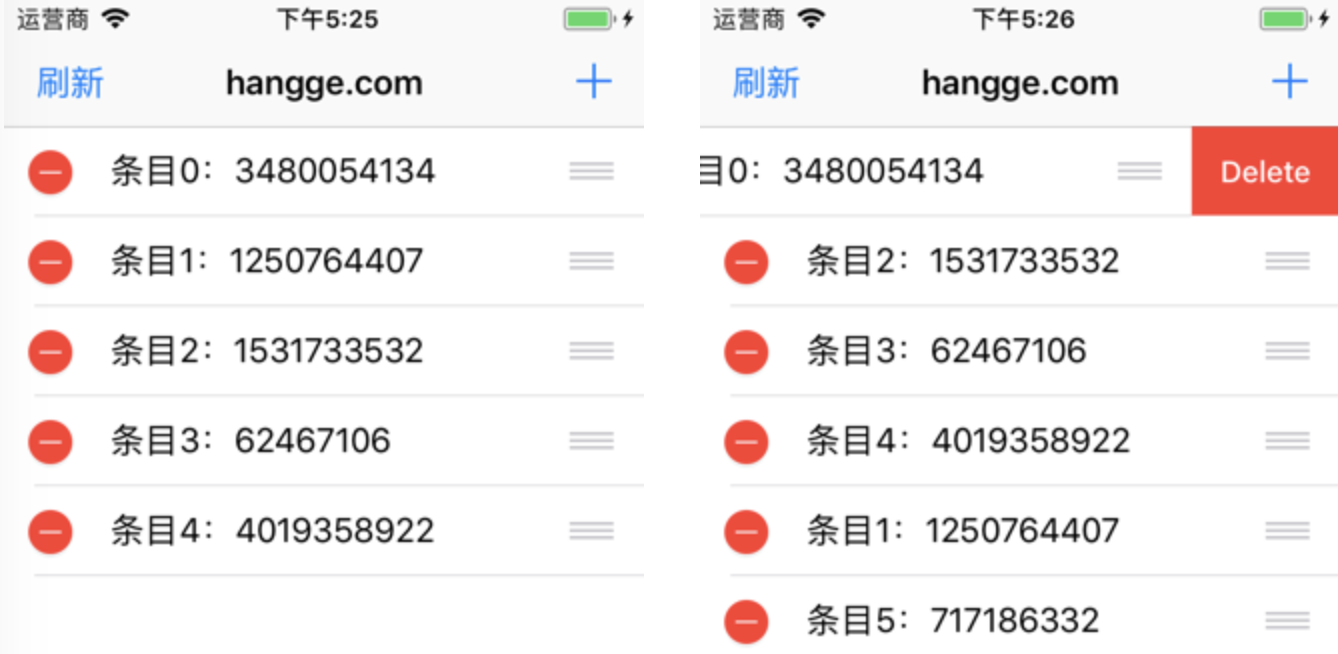 运营商 下午5:25
刷新 hangge.com +
条目0：3480054134
条目1：1250764407
条目2：1531733532
条目3：62467106
条目4：4019358922
运营商 下午5:26
刷新 hangge.com +
目0：3480054134 Delete
条目2：1531733532
条目3：62467106
条目4：4019358922
条目1：1250764407
条目5：717186332